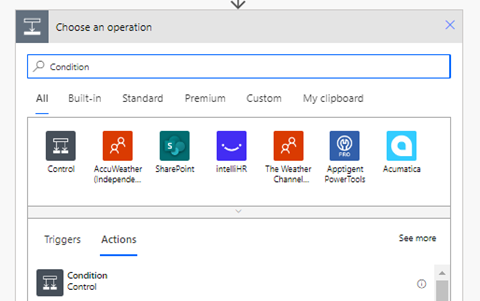 Choose an operation
Condition
All Built-in Standard Premium Custom My clipboard
Control AccuWeather (Independe... SharePoint intelliHR The Weather Channel... Apptigent PowerTools Acumatica
Triggers Actions See more
Condition
Control